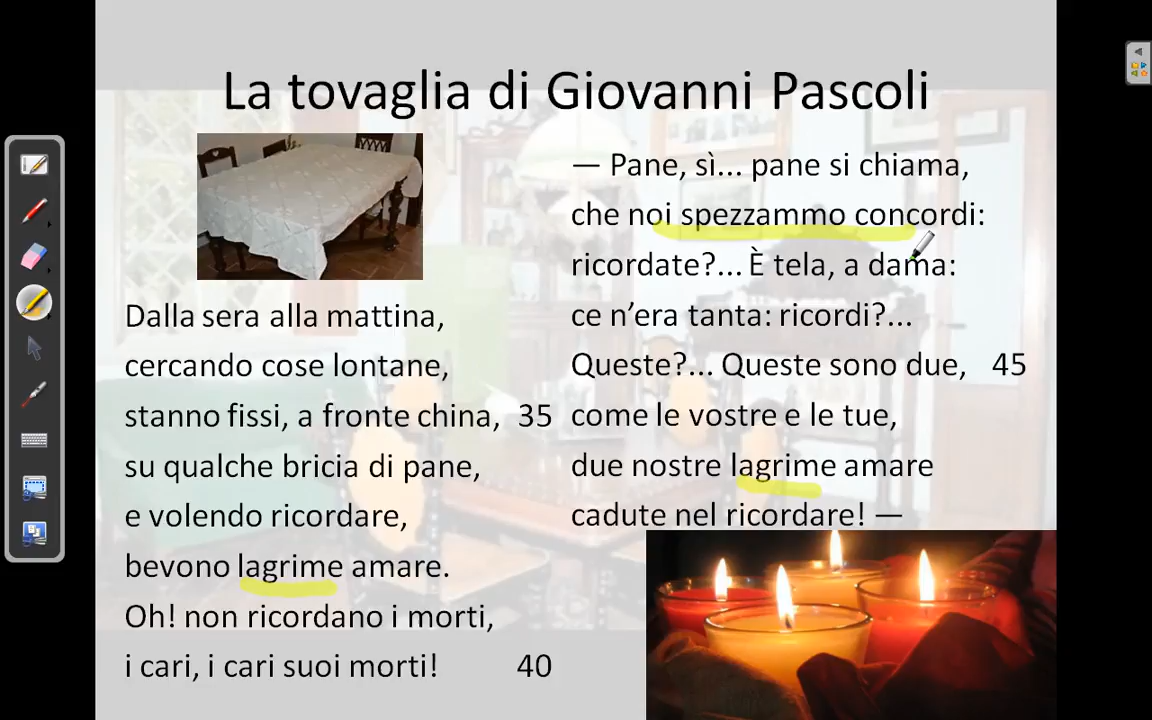 La tovaglia di Giovanni Pascoli
Dalla sera alla mattina,
cercando cose lontane,
stanno fissi, a fronte china, 35
su qualche bricia di pane,
e volendo ricordare,
bevono lagrime amare.
Oh! non ricordano i morti,
i cari, i cari suoi morti! 40
— Pane, sì... pane si chiama,
che noi spezzammo concordi:
ricordate?... È tela, a dama:
ce n’era tanta: ricordi?...
Queste?... Queste sono due, 45
come le vostre e le tue,
due nostre lagrime amare
cadute nel ricordare! —